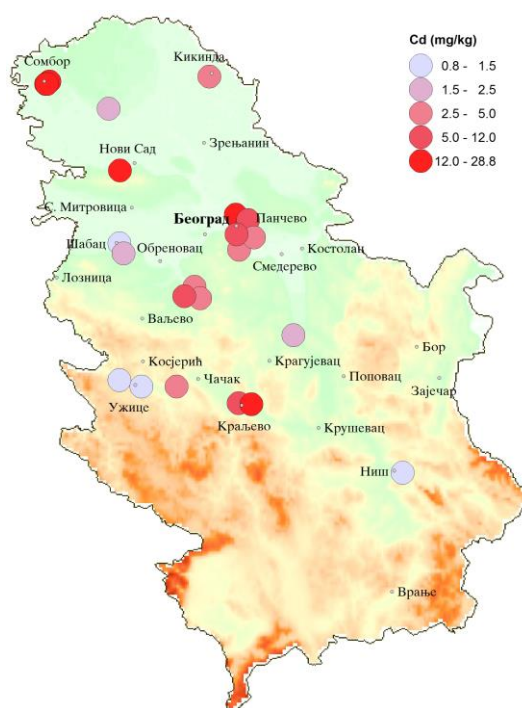 Cd (mg/kg)
0.8 - 1.5
1.5 - 2.5
2.5 - 5.0
5.0 - 12.0
12.0 - 28.8
Сомбор
Кикинда
Зрењанин
Нови Сад
С. Митровица
Београд
Панчево
Шабац
Обреновац
Смедерево
Костолац
Лозница
Ваљево
Бор
Косјерић
Крагујевац
Чачак
Поповац
Зајечар
Ужице
Краљево
Крушевац
Ниш
Врање